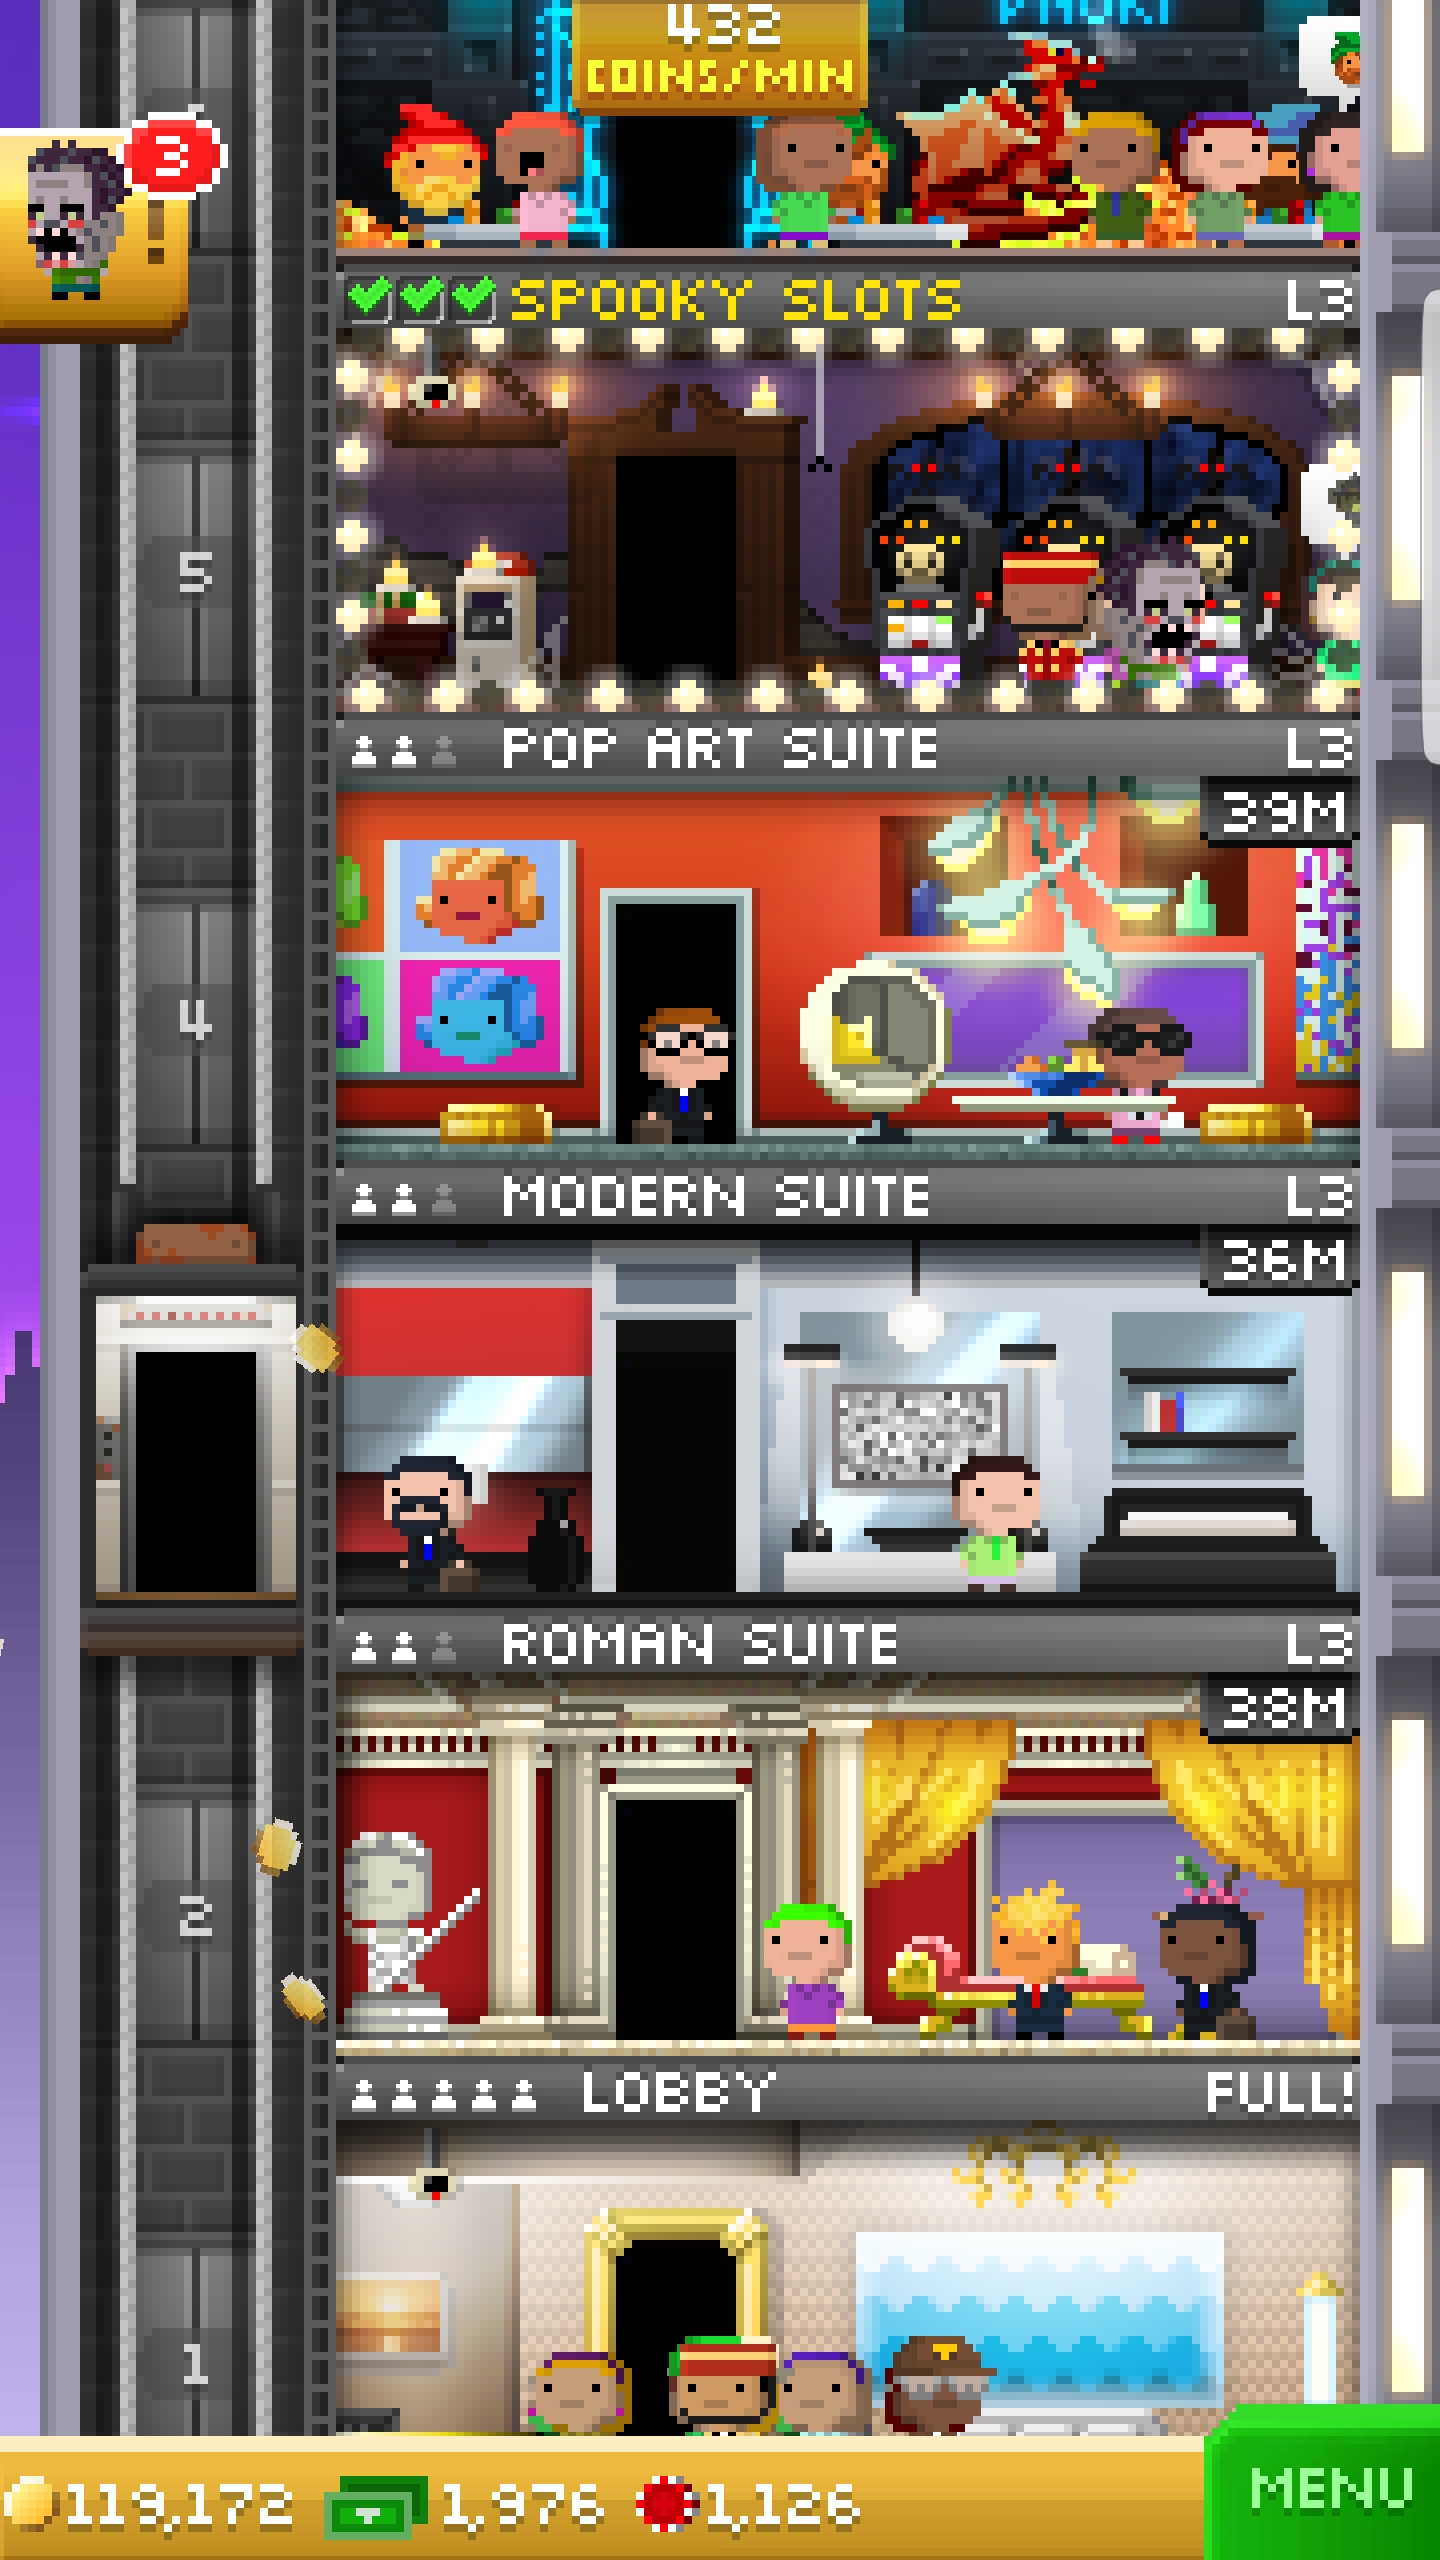 432
COINS/MIN
3
SPOOKY SLOTS L3
5
POP ART SUITE L3
39M
4
MODERN SUITE L3
36M
ROMAN SUITE L3
38M
2
LOBBY FULL!
1
119,172 1,976 1,126
MENU